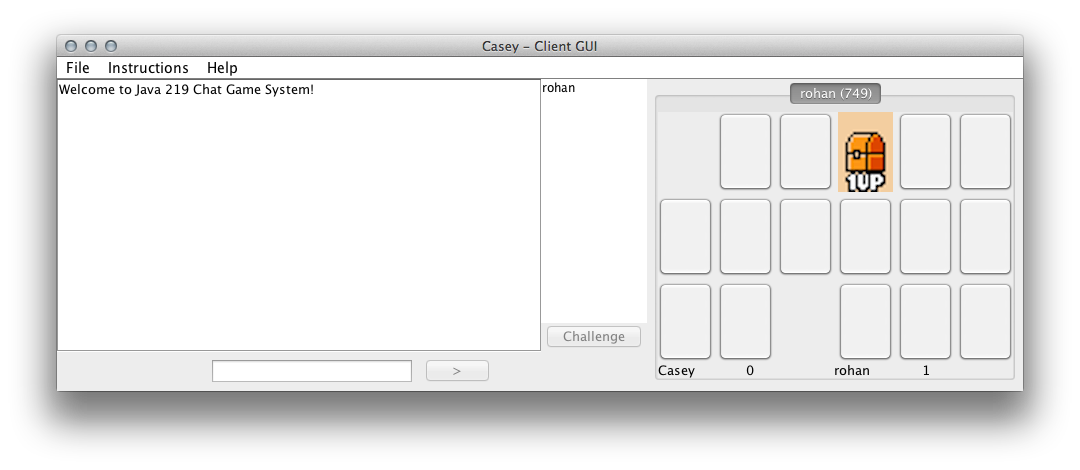 Casey – Client GUI
File Instructions Help
Welcome to Java 219 Chat Game System!
rohan
rohan (749)
1UP
Challenge
>
Casey 0 rohan 1